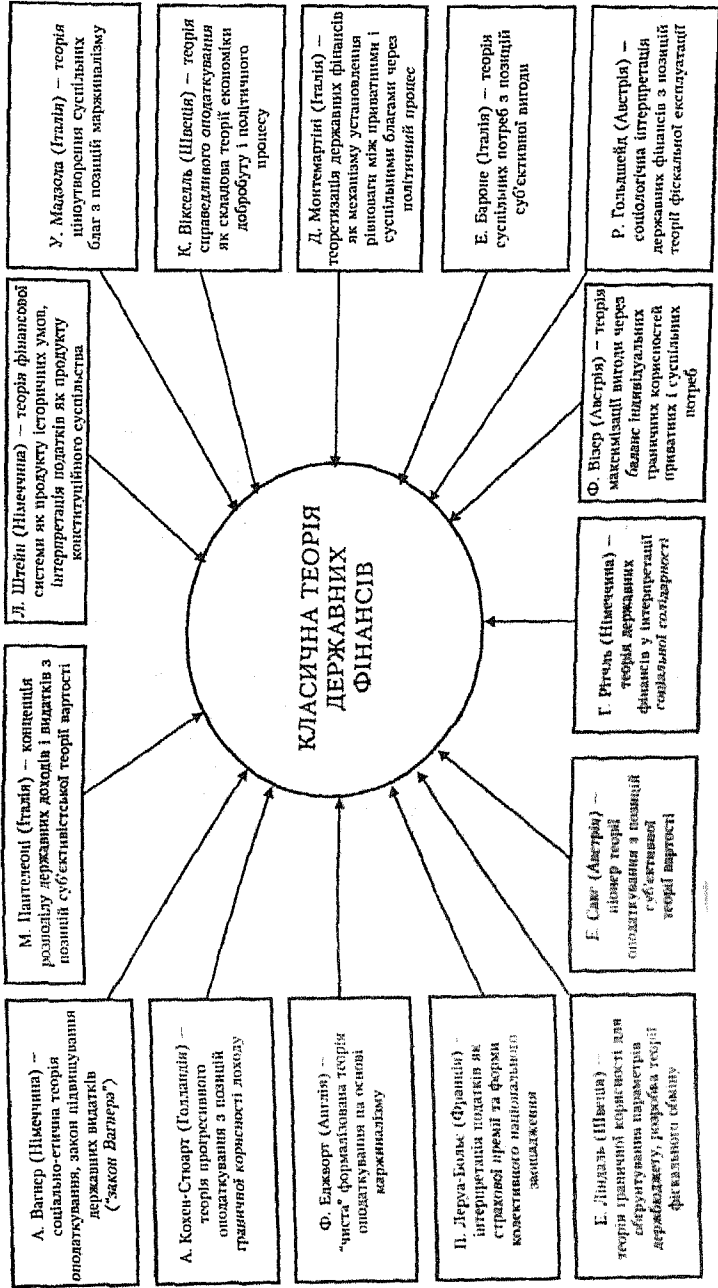 А. Вагнер (Німеччина) –
соціально-етична теорія
оподаткування, закон підвищування
державних видатків
("закон Вагнера")
М. Пантелеоні (Італія) – концепція
розподілу державних доходів і видатків з
позицій суб'єктивістської теорії вартості
Л. Штейн (Німеччина) – теорія фінансової
системи як продукту історичних умов,
інтерпретація податків як продукту
конституційного суспільства
У. Мадзола (Італія) – теорія
ціноутворення суспільних
благ з позицій маржиналізму
А. Кохен-Стюарт (Голландія) –
теорія прогресивного
оподаткування з позицій
граничної корисності доходу
К. Вікселль (Швеція) – теорія
справедливого оподаткування
як складова теорії економіки
добробуту і політичного
процесу
Ф. Еджворт (Англія) –
"чиста" формалізована теорія
оподаткування на основі
маржиналізму
КЛАСИЧНА ТЕОРІЯ
ДЕРЖАВНИХ
ФІНАНСІВ
Д. Монтемартіні (Італія) –
теоретизація державних фінансів
як механізму установлення
рівноваги між приватними і
суспільними благами через
політичний процес
П. Леруа-Больє (Франція) –
інтерпретація податків як
страхової премії та форми
колективного національного
заощадження
Е. Бароне (Італія) – теорія
суспільних потреб з позицій
суб'єктивної вигоди
Е. Ліндаль (Швеція) –
теорія граничної корисності для
обґрунтування параметрів
держбюджету, розробка теорії
фіскального обміну
Е. Сакс (Австрія) –
піонер теорії
оподаткування з позицій
суб'єктивної
теорії вартості
Г. Рітчль (Німеччина) –
теорія державних
фінансів у інтерпретації
соціальної солідарності
Ф. Візер (Австрія) – теорія
максимізації вигоди через
баланс індивідуальних
граничних корисностей
приватних і суспільних
потреб
Р. Гольдшейд (Австрія) –
соціологічна інтерпретація
державних фінансів з позицій
теорії фіскальної експлуатації